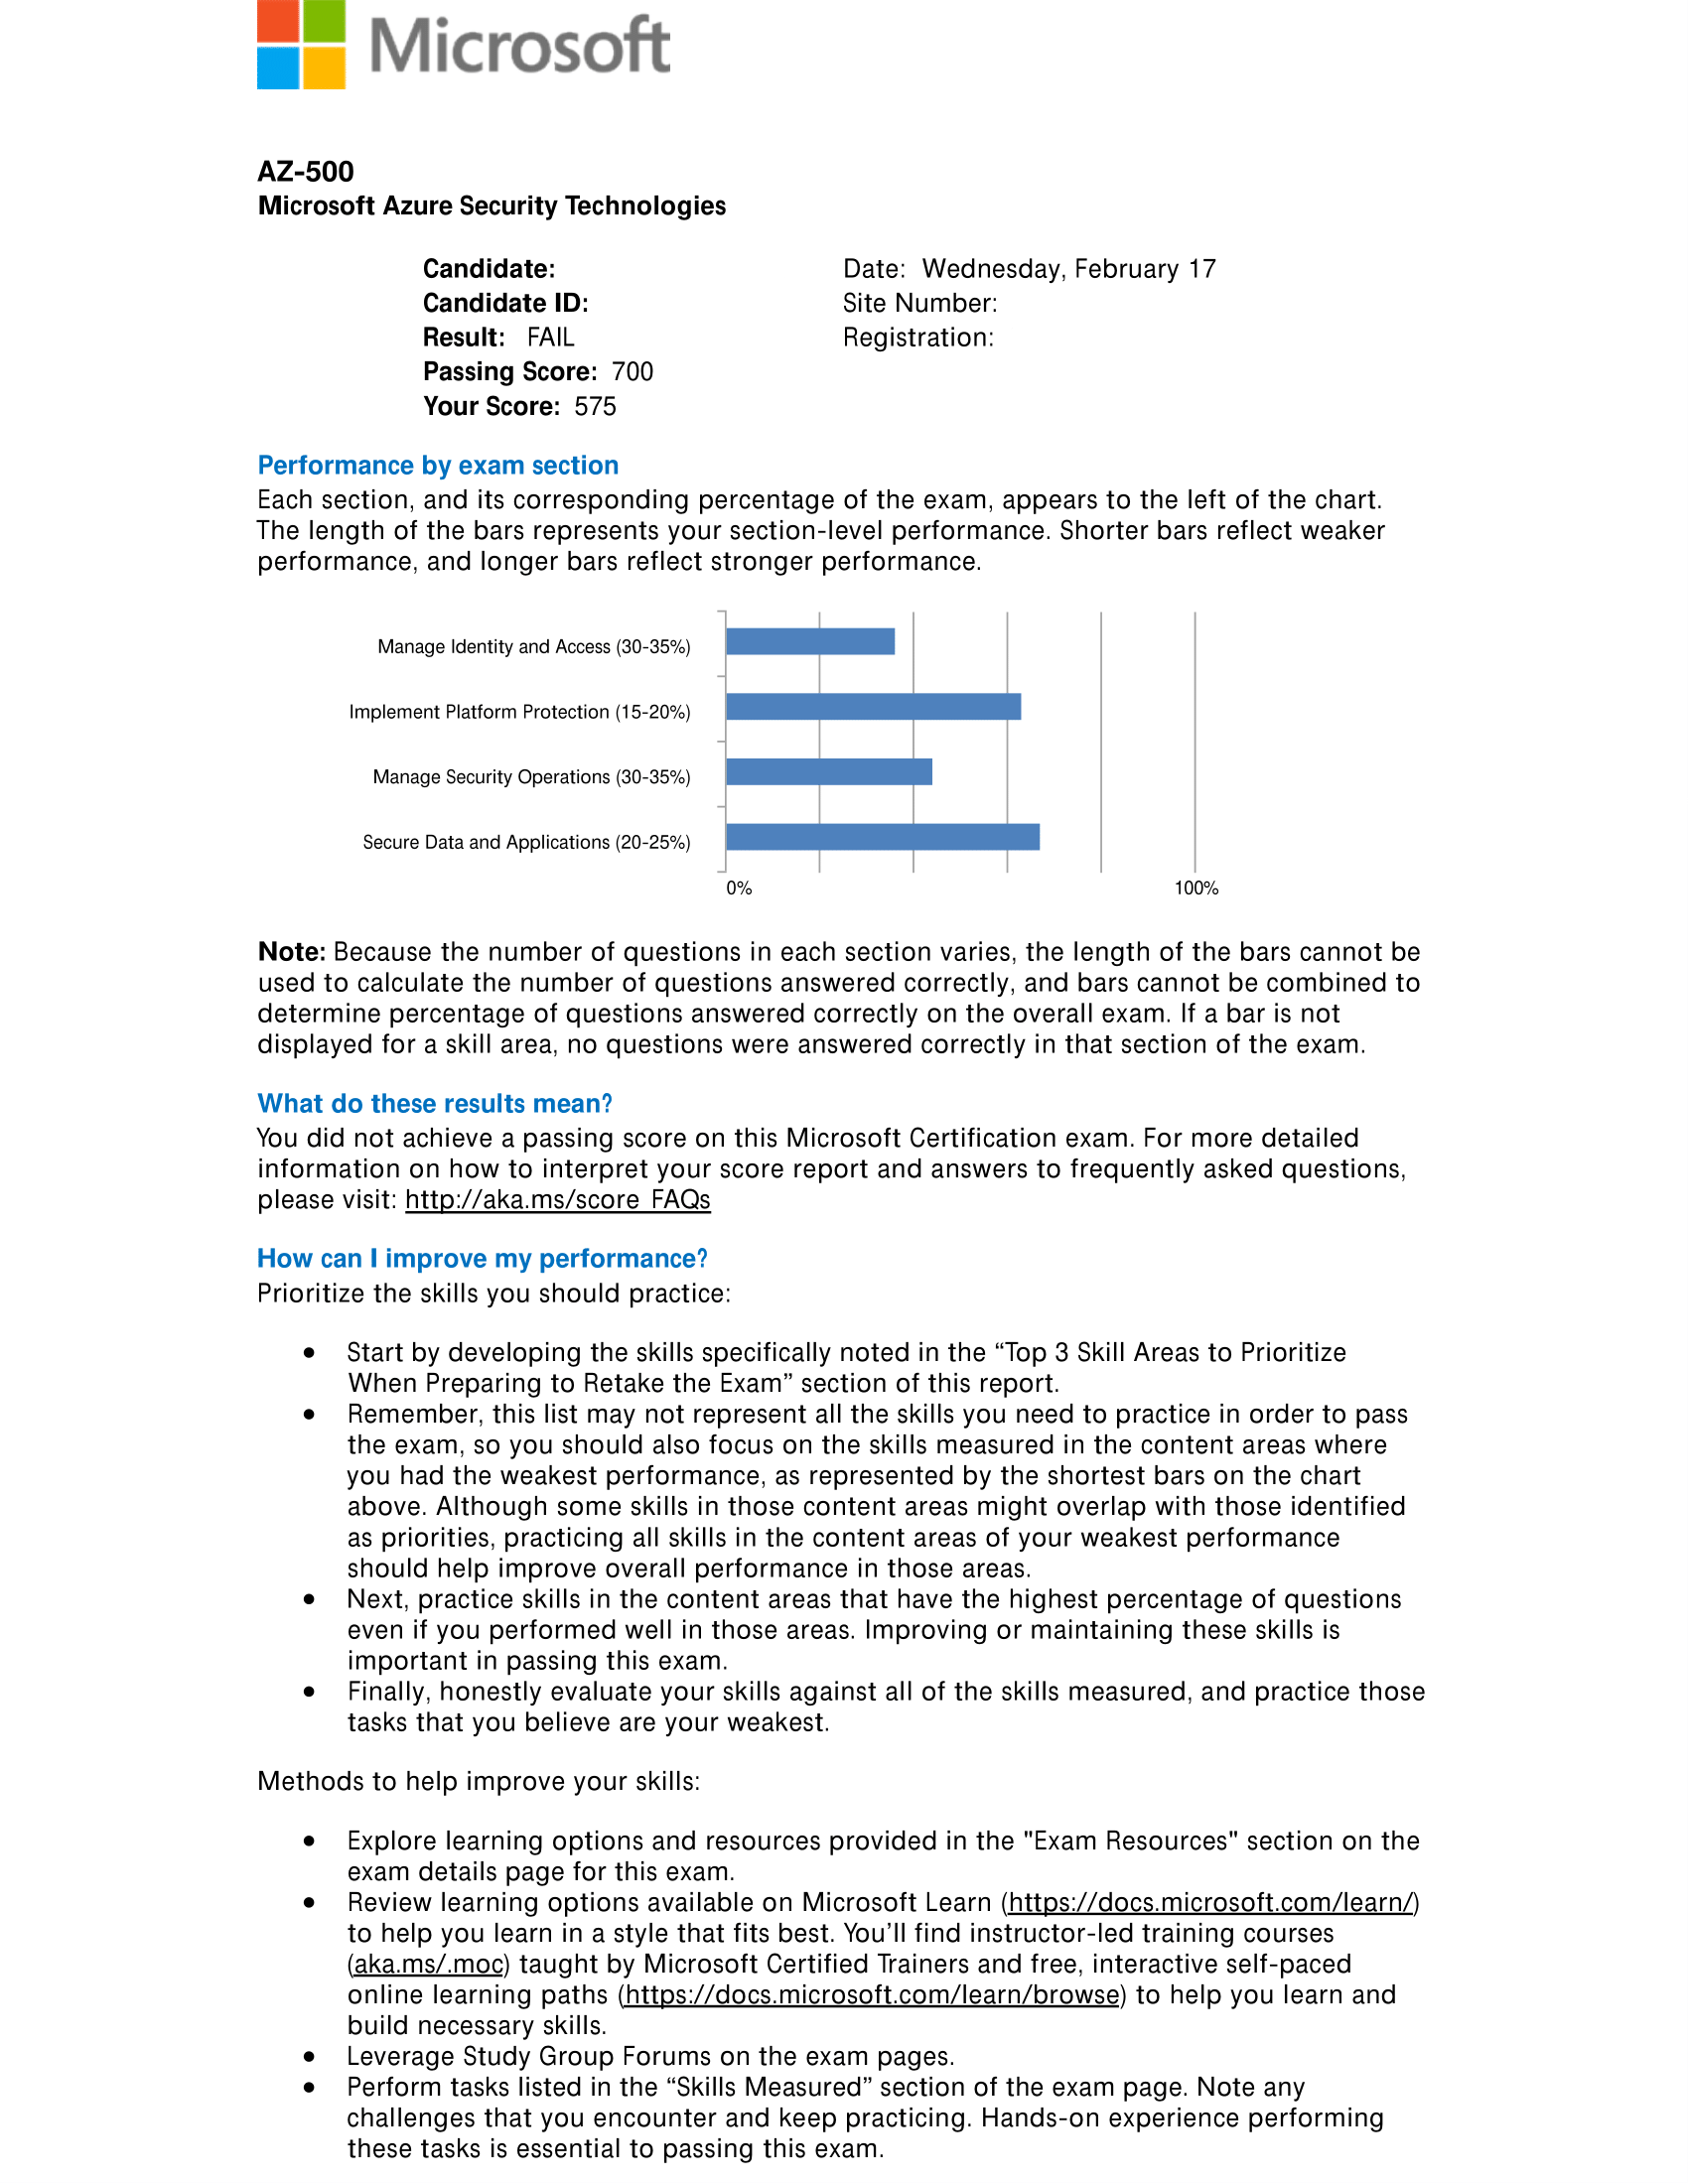 Microsoft
AZ-500
Microsoft Azure Security Technologies
Candidate:
Date: Wednesday, February 17
Candidate ID:
Site Number:
Result: FAIL
Registration:
Passing Score: 700
Your Score: 575
Performance by exam section
Each section, and its corresponding percentage of the exam, appears to the left of the chart.
The length of the bars represents your section-level performance. Shorter bars reflect weaker
performance, and longer bars reflect stronger performance.
Manage Identity and Access (30-35%)
Implement Platform Protection (15-20%)
Manage Security Operations (30-35%)
Secure Data and Applications (20-25%)
0% 100%
Note: Because the number of questions in each section varies, the length of the bars cannot be
used to calculate the number of questions answered correctly, and bars cannot be combined to
determine percentage of questions answered correctly on the overall exam. If a bar is not
displayed for a skill area, no questions were answered correctly in that section of the exam.
What do these results mean?
You did not achieve a passing score on this Microsoft Certification exam. For more detailed
information on how to interpret your score report and answers to frequently asked questions,
please visit: http://aka.ms/score_FAQs
How can I improve my performance?
Prioritize the skills you should practice:
• Start by developing the skills specifically noted in the “Top 3 Skill Areas to Prioritize
When Preparing to Retake the Exam” section of this report.
• Remember, this list may not represent all the skills you need to practice in order to pass
the exam, so you should also focus on the skills measured in the content areas where
you had the weakest performance, as represented by the shortest bars on the chart
above. Although some skills in those content areas might overlap with those identified
as priorities, practicing all skills in the content areas of your weakest performance
should help improve overall performance in those areas.
• Next, practice skills in the content areas that have the highest percentage of questions
even if you performed well in those areas. Improving or maintaining these skills is
important in passing this exam.
• Finally, honestly evaluate your skills against all of the skills measured, and practice those
tasks that you believe are your weakest.
Methods to help improve your skills:
• Explore learning options and resources provided in the "Exam Resources" section on the
exam details page for this exam.
• Review learning options available on Microsoft Learn (https://docs.microsoft.com/learn/)
to help you learn in a style that fits best. You’ll find instructor-led training courses
(aka.ms/.moc) taught by Microsoft Certified Trainers and free, interactive self-paced
online learning paths (https://docs.microsoft.com/learn/browse) to help you learn and
build necessary skills.
• Leverage Study Group Forums on the exam pages.
• Perform tasks listed in the “Skills Measured” section of the exam page. Note any
challenges that you encounter and keep practicing. Hands-on experience performing
these tasks is essential to passing this exam.